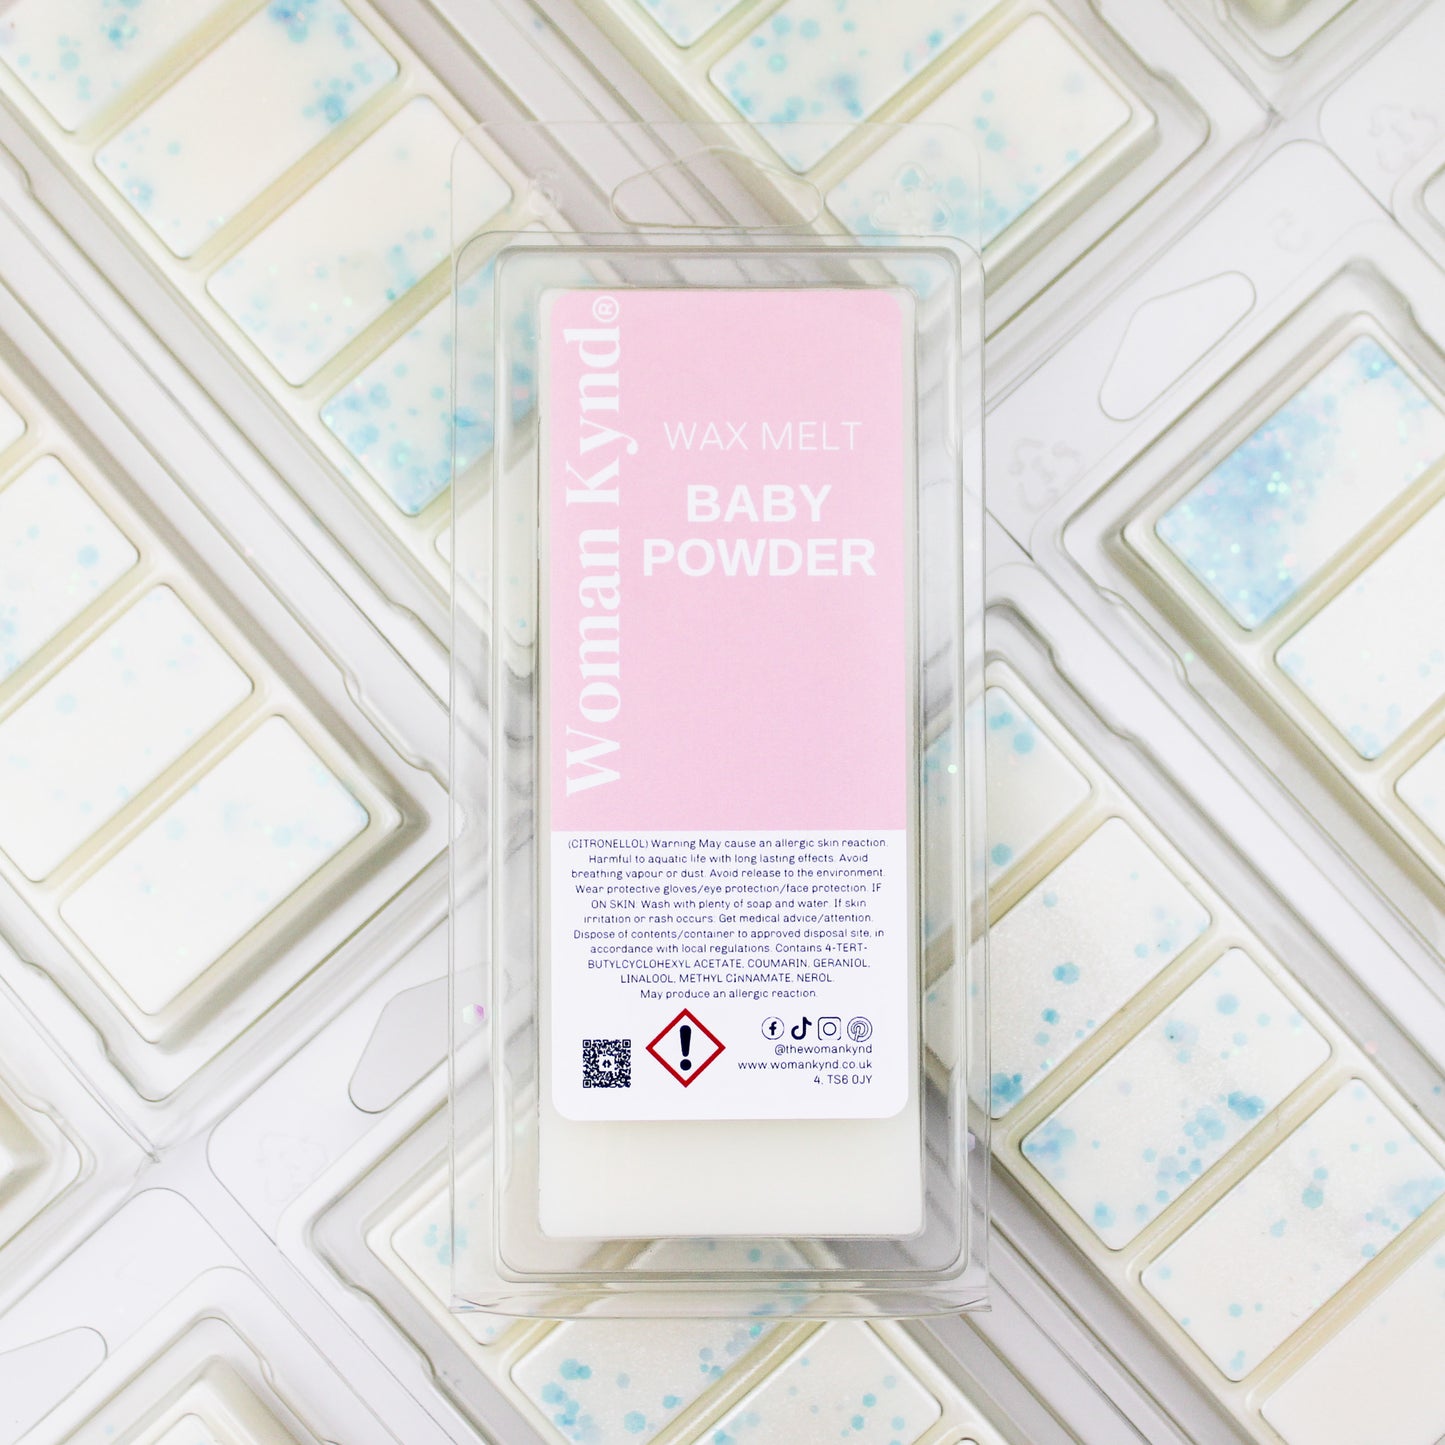 Woman Kynd®
WAX MELT
BABY
POWDER
(CITRONELLOL) Warning May cause an allergic skin reaction.
Harmful to aquatic life with long lasting effects. Avoid
breathing vapour or dust. Avoid release to the environment.
Wear protective gloves/eye protection/face protection. IF
ON SKIN: Wash with plenty of soap and water. If skin
irritation or rash occurs: Get medical advice/attention.
Dispose of contents/container to approved disposal site, in
accordance with local regulations. Contains 4-TERT-
BUTYLCYCLOHEXYL ACETATE, COUMARIN, GERANIOL,
LINALOOL, METHYL CINNAMATE, NEROL.
May produce an allergic reaction.
@thewomankynd
www.womankynd.co.uk
4, TS6 0JY